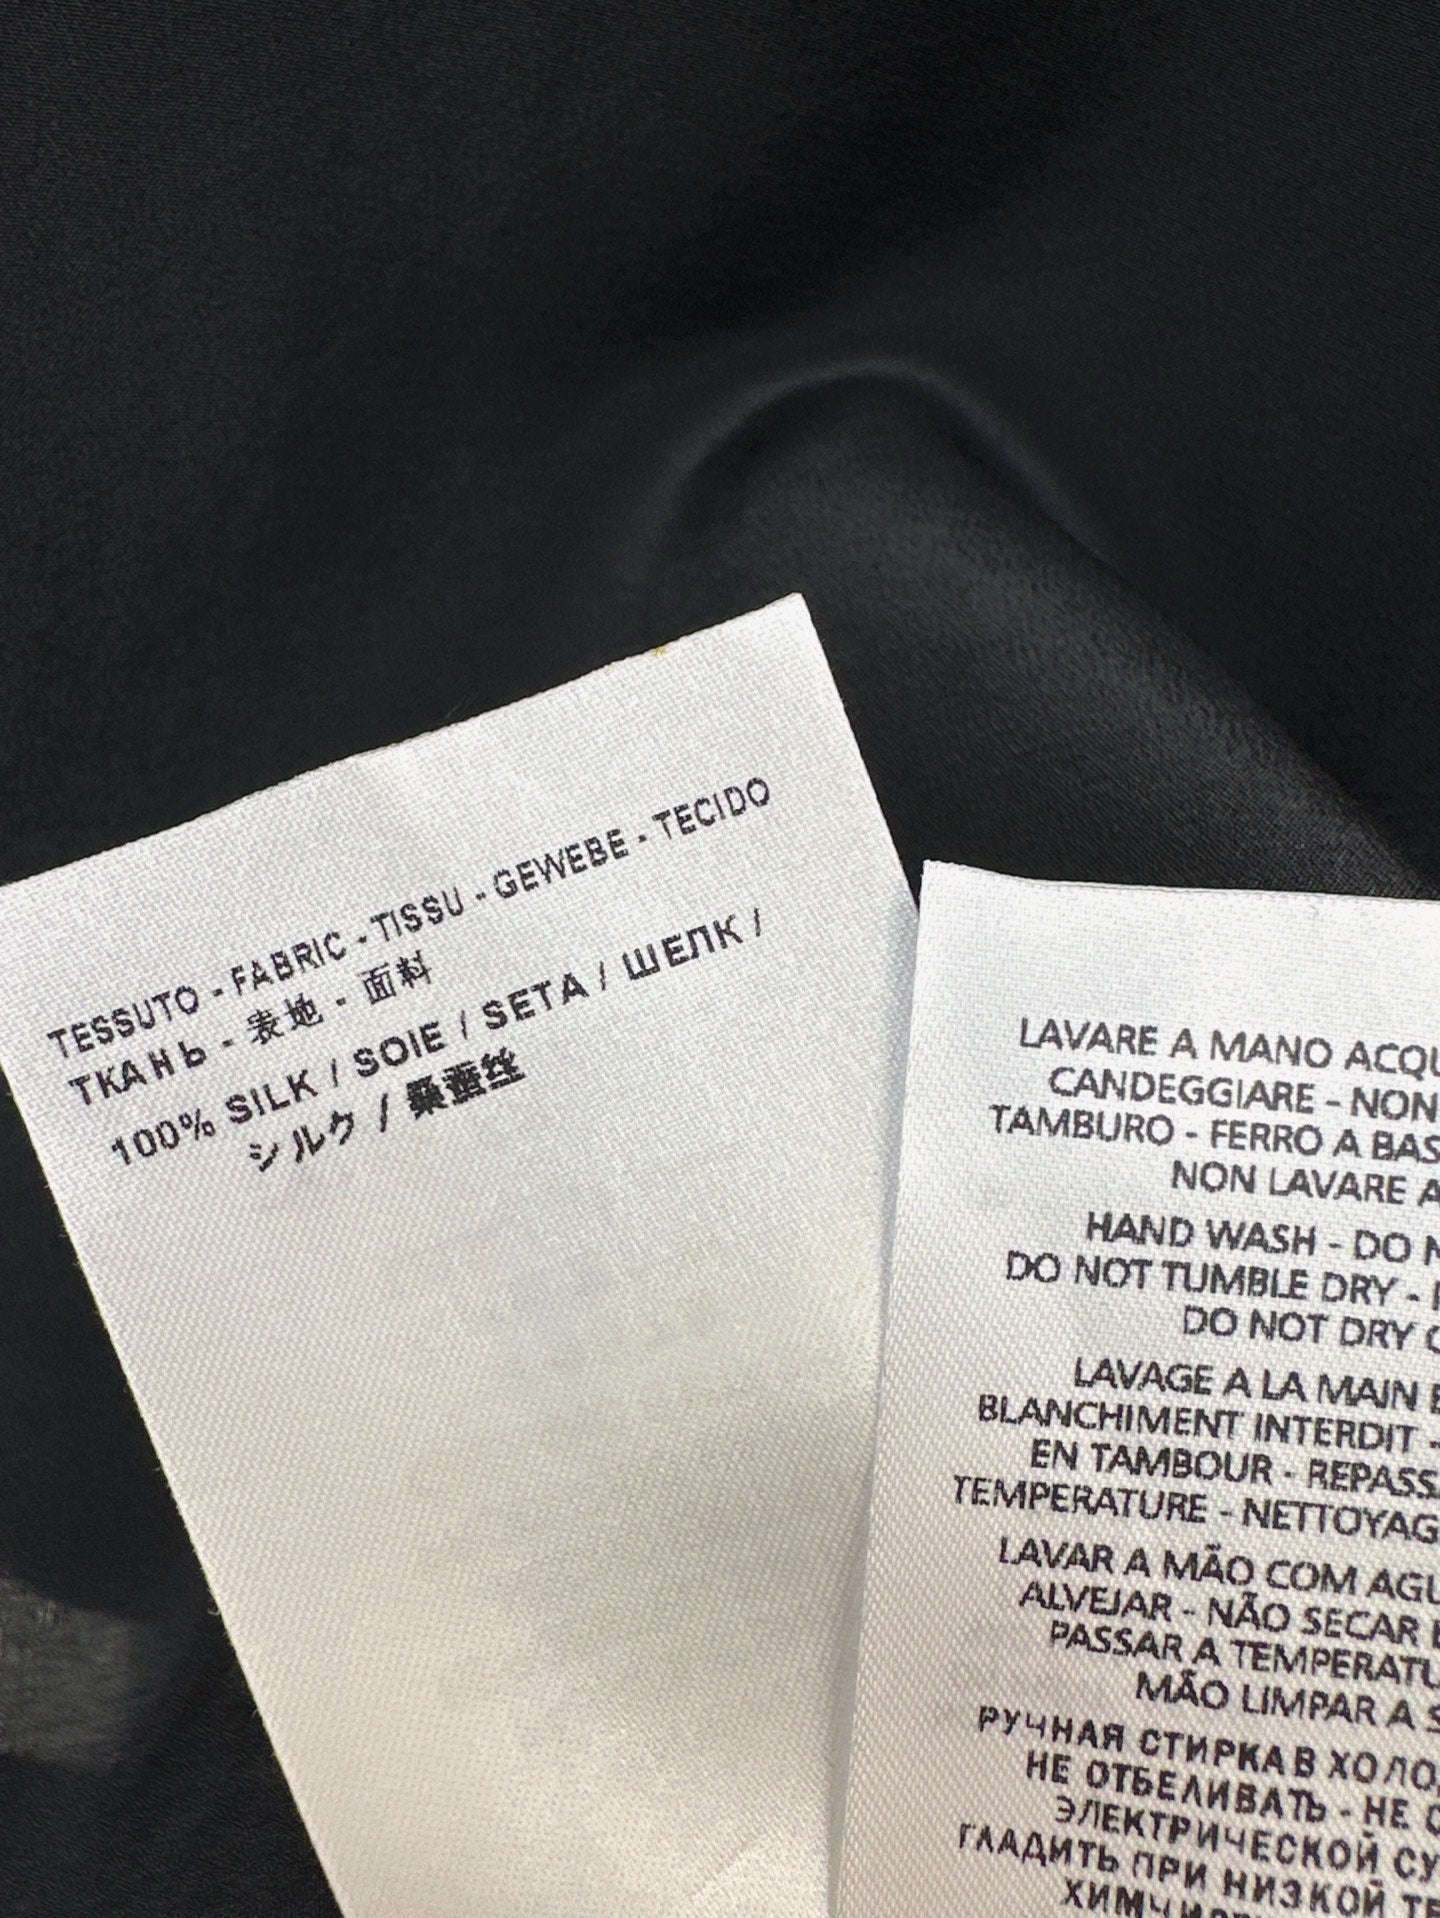 TESSUTO - FABRIC - TISSU - GEWEBE - TECIDO
ТКАНЬ - 表地 - 面料
100% SILK / SOIE / SETA / ШЕЛК /
シルク / 桑蚕丝
LAVARE A MANO ACQU
CANDEGGIARE - NON
TAMBURO - FERRO A BAS
NON LAVARE A
HAND WASH - DO N
DO NOT TUMBLE DRY -
DO NOT DRY C
LAVAGE A LA MAIN E
BLANCHIMENT INTERDIT -
EN TAMBOUR - REPASSA
TEMPERATURE - NETTOYAG
LAVAR A MÃO COM AGU
ALVEJAR - NÃO SECAR E
PASSAR A TEMPERATU
MÃO LIMPAR A S
РУЧНАЯ СТИРКА В ХОЛОД
НЕ ОТБЕЛИВАТЬ - НЕ С
ЭЛЕКТРИЧЕСКОЙ СУ
ГЛАДИТЬ ПРИ НИЗКОЙ ТЕ
ХИМЧИСТ